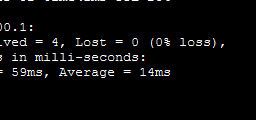 00.1:
ved = 4, Lost = 0 (0% loss),
in milli-seconds:
= 59ms, Average = 14ms